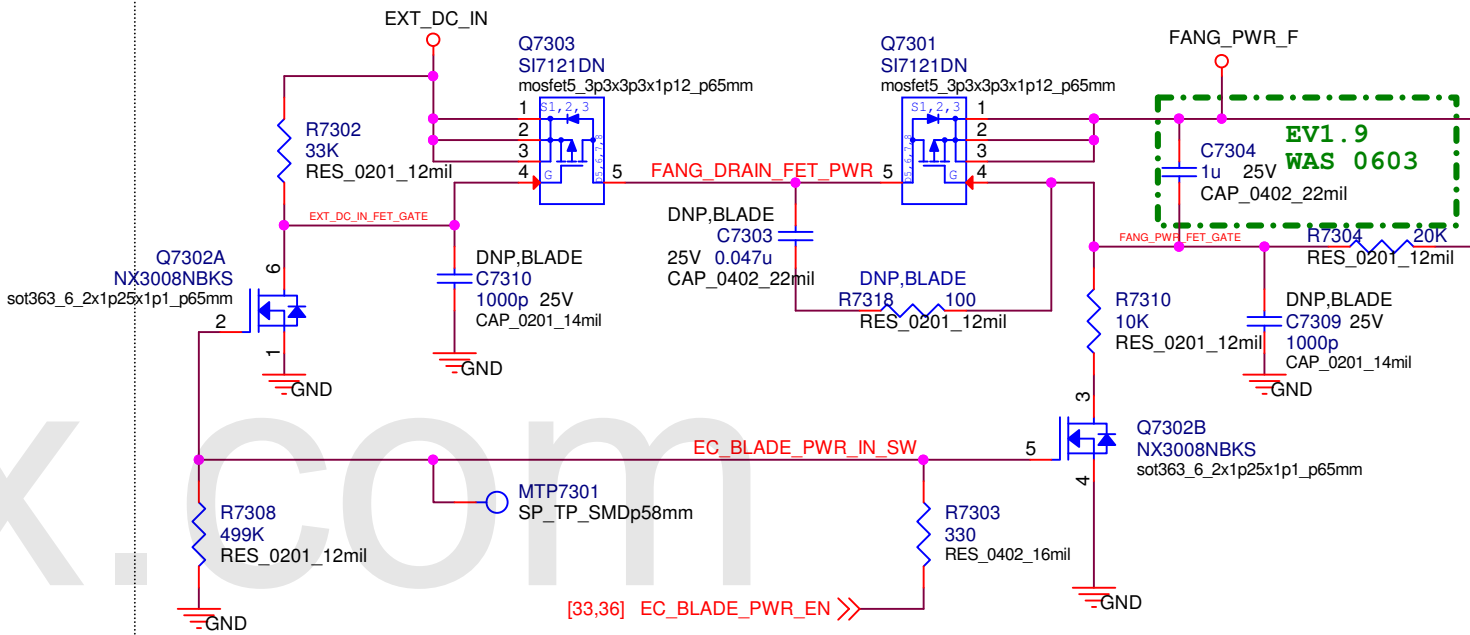 EXT_DC_IN
Q7303
SI7121DN
mosfet5_3p3x3p3x1p12_p65mm
1
2
3
4
S1,2,3
G
D5,6,7,8
5
Q7301
SI7121DN
mosfet5_3p3x3p3x1p12_p65mm
S1,2,3
G
D5,6,7,8
1
2
3
4
5
FANG_PWR_F
EV1.9
WAS 0603
C7304
1u 25V
CAP_0402_22mil
R7302
33K
RES_0201_12mil
FANG_DRAIN_FET_PWR
EXT_DC_IN_FET_GATE
DNP,BLADE
C7303
25V 0.047u
CAP_0402_22mil
FANG_PWR_FET_GATE
R7304 20K
RES_0201_12mil
Q7302A
NX3008NBKS
sot363_6_2x1p25x1p1_p65mm
6
2
1
GND
DNP,BLADE
C7310
1000p 25V
CAP_0201_14mil
GND
DNP,BLADE
R7318 100
RES_0201_12mil
R7310
10K
RES_0201_12mil
DNP,BLADE
C7309 25V
1000p
CAP_0201_14mil
GND
3
5
4
Q7302B
NX3008NBKS
sot363_6_2x1p25x1p1_p65mm
EC_BLADE_PWR_IN_SW
MTP7301
SP_TP_SMDp58mm
R7308
499K
RES_0201_12mil
R7303
330
RES_0402_16mil
GND
[33,36] EC_BLADE_PWR_EN
GND
x.com